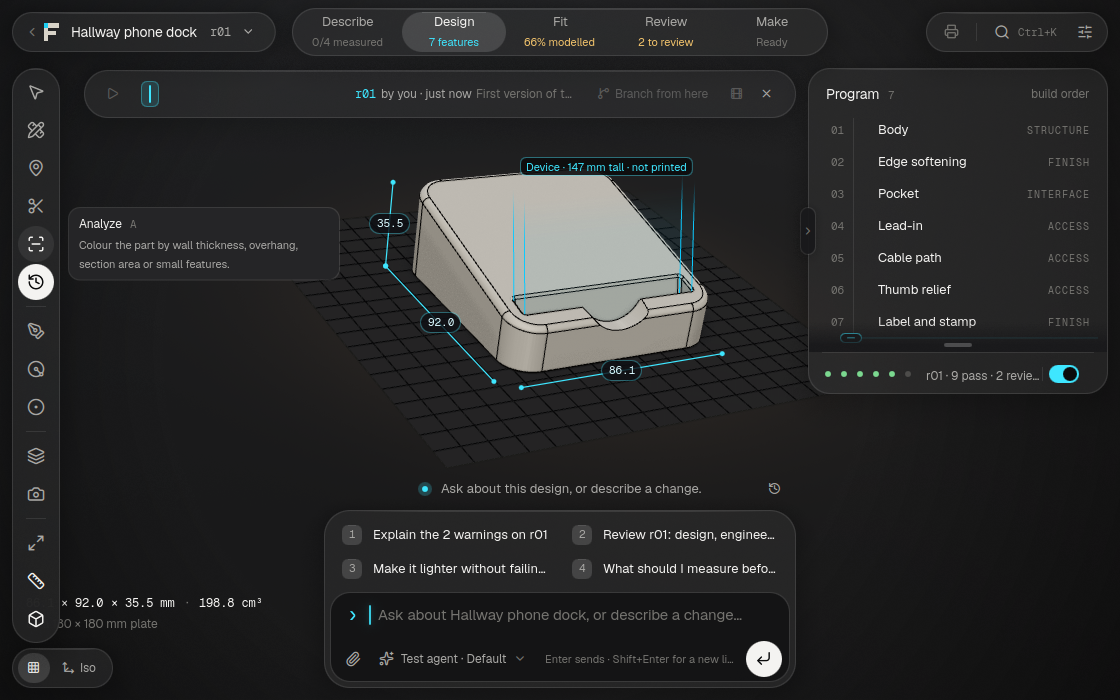 Hallway phone dock r01
Describe
0/4 measured
Design
7 features
Fit
66% modelled
Review
2 to review
Make
Ready
Ctrl+K
r01 by you · just now First version of t…
Branch from here
Program 7
build order
01 Body STRUCTURE
02 Edge softening FINISH
03 Pocket INTERFACE
04 Lead-in ACCESS
05 Cable path ACCESS
06 Thumb relief ACCESS
07 Label and stamp FINISH
r01 · 9 pass · 2 revie…
Device · 147 mm tall · not printed
35.5
92.0
86.1
Analyze A
Colour the part by wall thickness, overhang,
section area or small features.
Ask about this design, or describe a change.
1 Explain the 2 warnings on r01
2 Review r01: design, enginee…
3 Make it lighter without failin…
4 What should I measure befo…
Ask about Hallway phone dock, or describe a change…
Test agent · Default
Enter sends · Shift+Enter for a new li…
× 92.0 × 35.5 mm · 198.8 cm³
× 180 mm plate
Iso